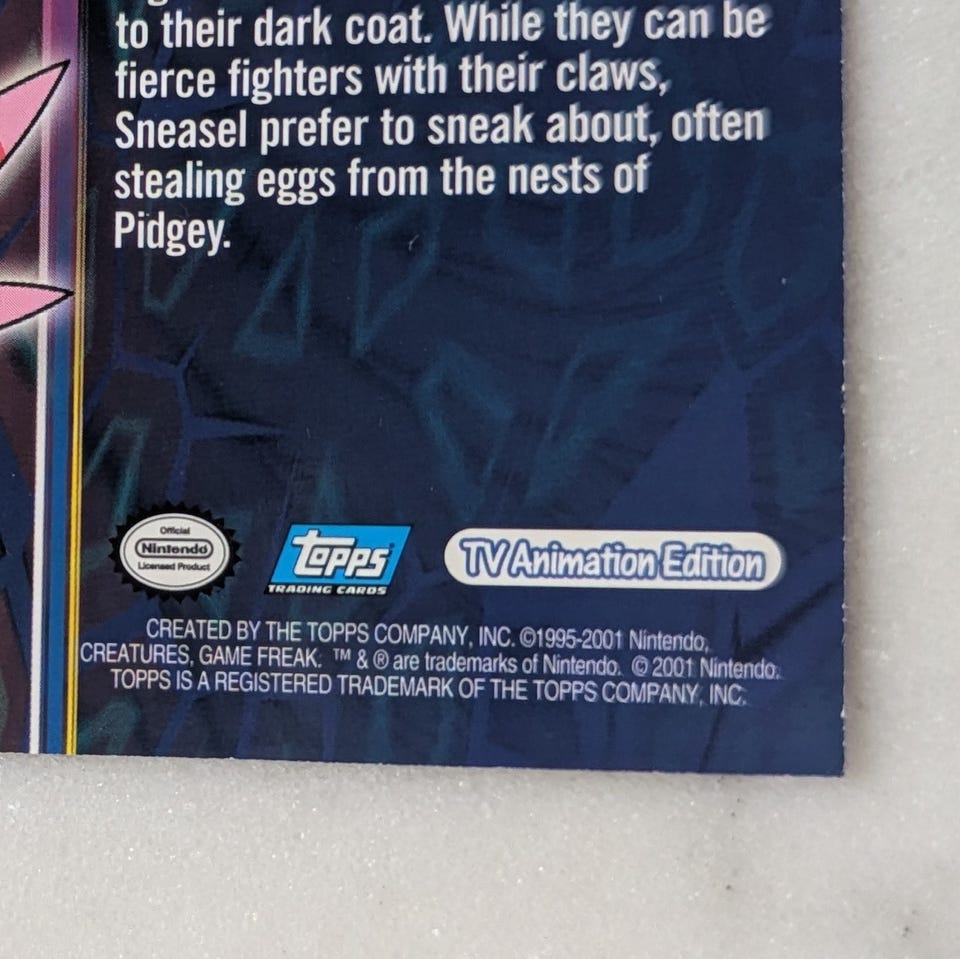 to their dark coat. While they can be
fierce fighters with their claws,
Sneasel prefer to sneak about, often
stealing eggs from the nests of
Pidgey.
Official
Nintendo
Licensed Product
topps®
TRADING CARDS
TV Animation Edition
CREATED BY THE TOPPS COMPANY, INC. ©1995-2001 Nintendo,
CREATURES, GAME FREAK. ™ & ® are trademarks of Nintendo. © 2001 Nintendo.
TOPPS IS A REGISTERED TRADEMARK OF THE TOPPS COMPANY, INC.